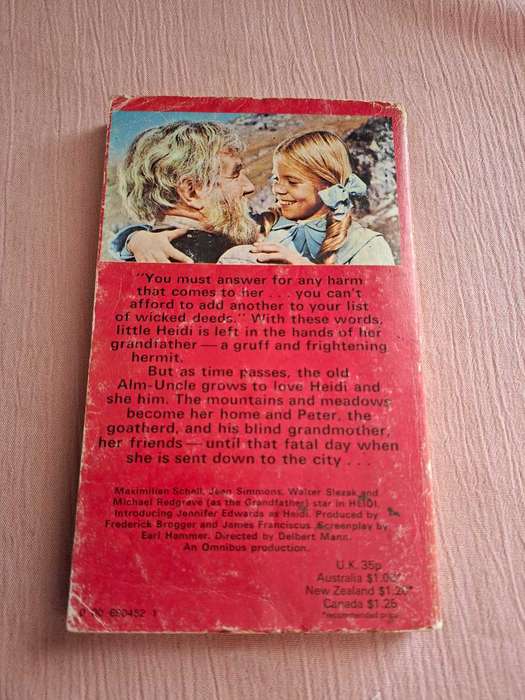 "You must answer for any harm
that comes to her . . . you can't
afford to add another to your list
of wicked deeds." With these words,
little Heidi is left in the hands of her
grandfather — a gruff and frightening
hermit.
But as time passes, the old
Alm-Uncle grows to love Heidi and
she him. The mountains and meadows
become her home and Peter, the
goatherd, and his blind grandmother,
her friends — until that fatal day when
she is sent down to the city . . .
Maximilian Schell, Jean Simmons, Walter Slezak and
Michael Redgrave (as the Grandfather) star in HEIDI.
Introducing Jennifer Edwards as Heidi. Produced by
Frederick Brogger and James Franciscus. Screenplay by
Earl Hammer. Directed by Delbert Mann.
An Omnibus production.
U.K. 35p
Australia $1.00*
New Zealand $1.20*
Canada $1.25
*recommended price
0 00 690452 1